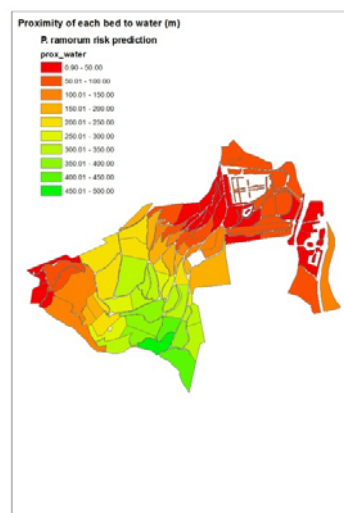 Proximity of each bed to water (m)
P. ramorum risk prediction
prox_water
0.90 - 50.00
50.01 - 100.00
100.01 - 150.00
150.01 - 200.00
200.01 - 250.00
250.01 - 300.00
300.01 - 350.00
350.01 - 400.00
400.01 - 450.00
450.01 - 500.00